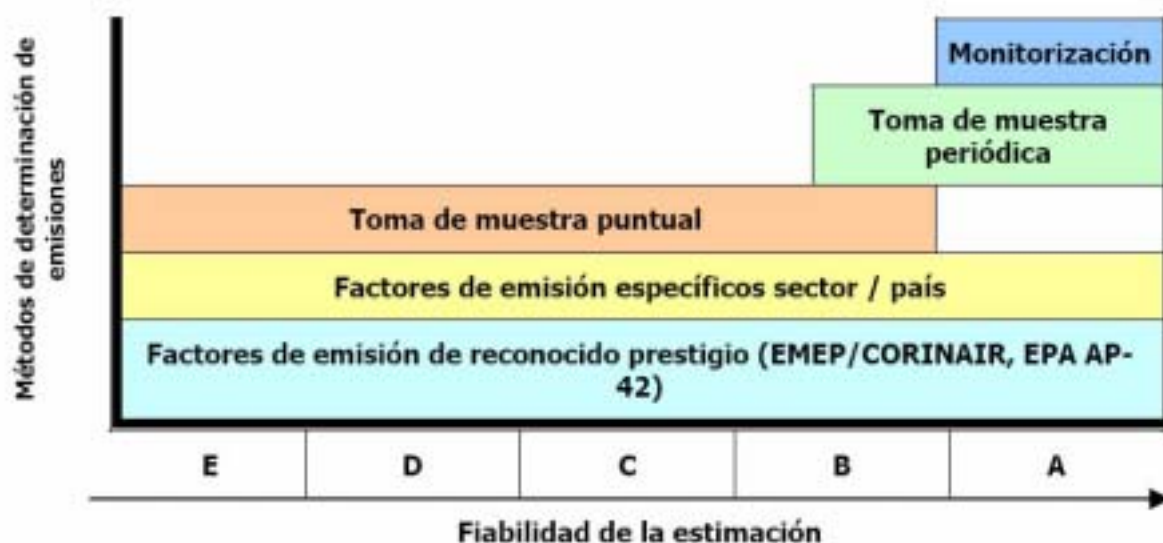 Métodos de determinación de
emisiones
Monitorización
Toma de muestra
periódica
Toma de muestra puntual
Factores de emisión específicos sector / país
Factores de emisión de reconocido prestigio (EMEP/CORINAIR, EPA AP-
42)
E D C B A
Fiabilidad de la estimación